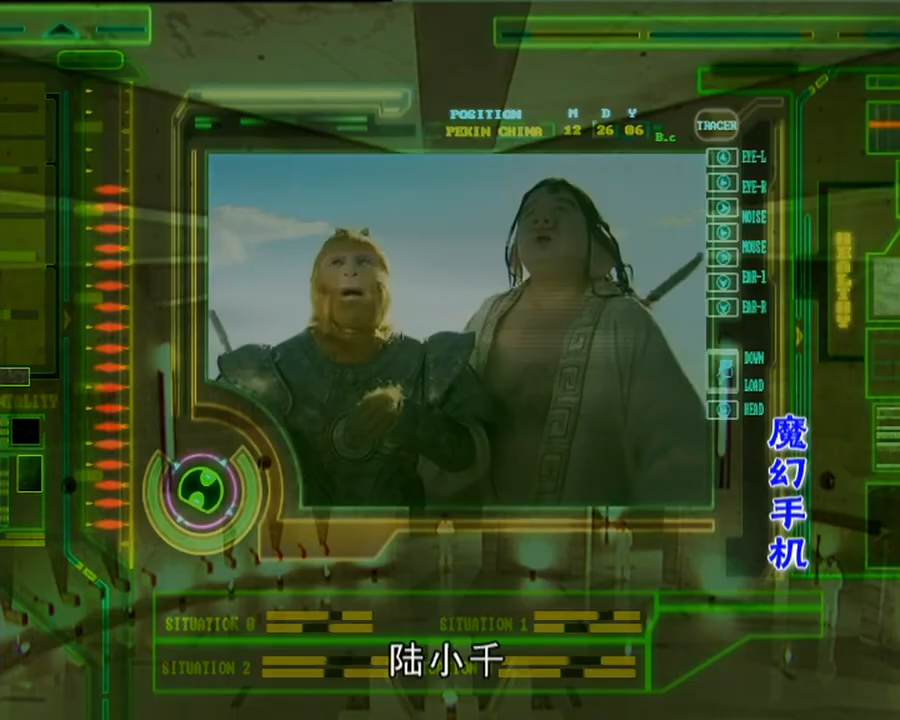 POSITION M D Y
PEKIN CHINA 12 26 06 B.c
TRACER
EYE-L
EYE-R
NOISE
MOUSE
EAR-1
EAR-R
DOWN
LOAD
HEAD
魔幻手机
SITUATION 0
SITUATION 1
SITUATION 2
陆小千